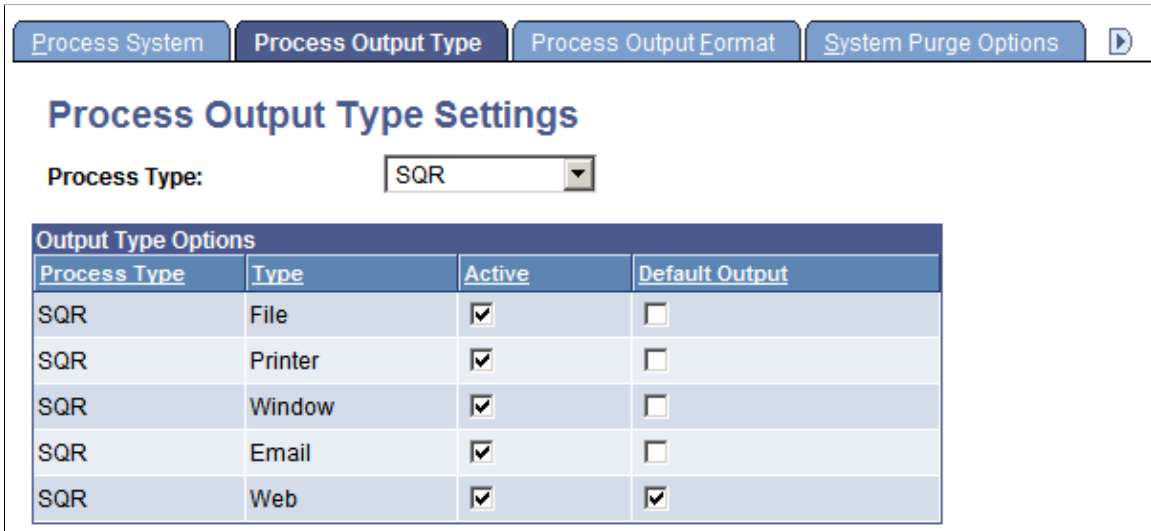 Process System Process Output Type Process Output Format System Purge Options
Process Output Type Settings
Process Type: SQR
Output Type Options
Process Type Type Active Default Output
SQR File
SQR Printer
SQR Window
SQR Email
SQR Web